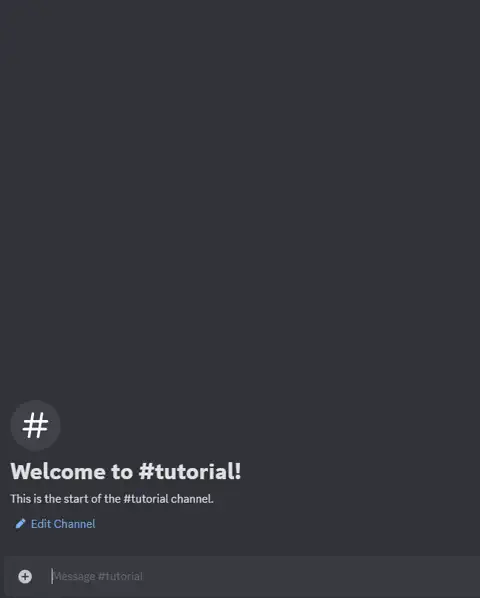 #
Welcome to #tutorial!
This is the start of the #tutorial channel.
Edit Channel
Message #tutorial